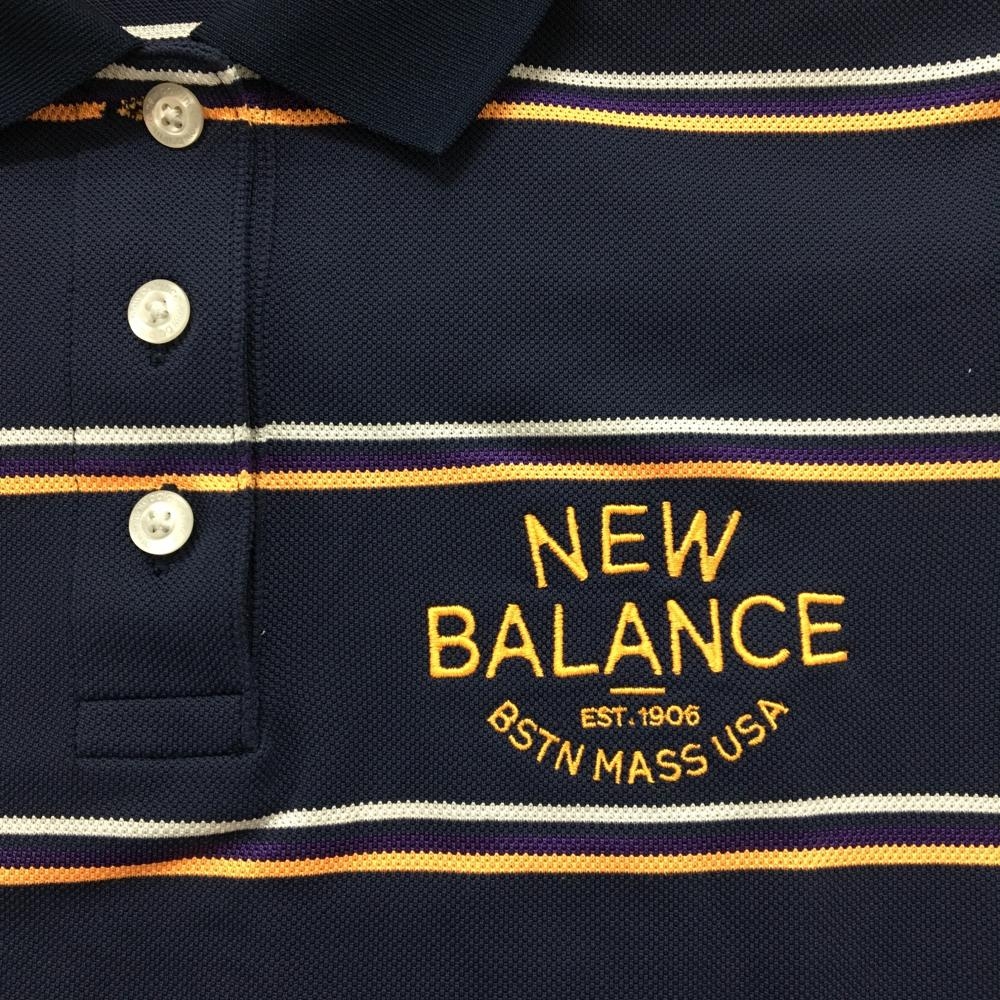 NEW
BALANCE
EST. 1906
BSTN MASS USA